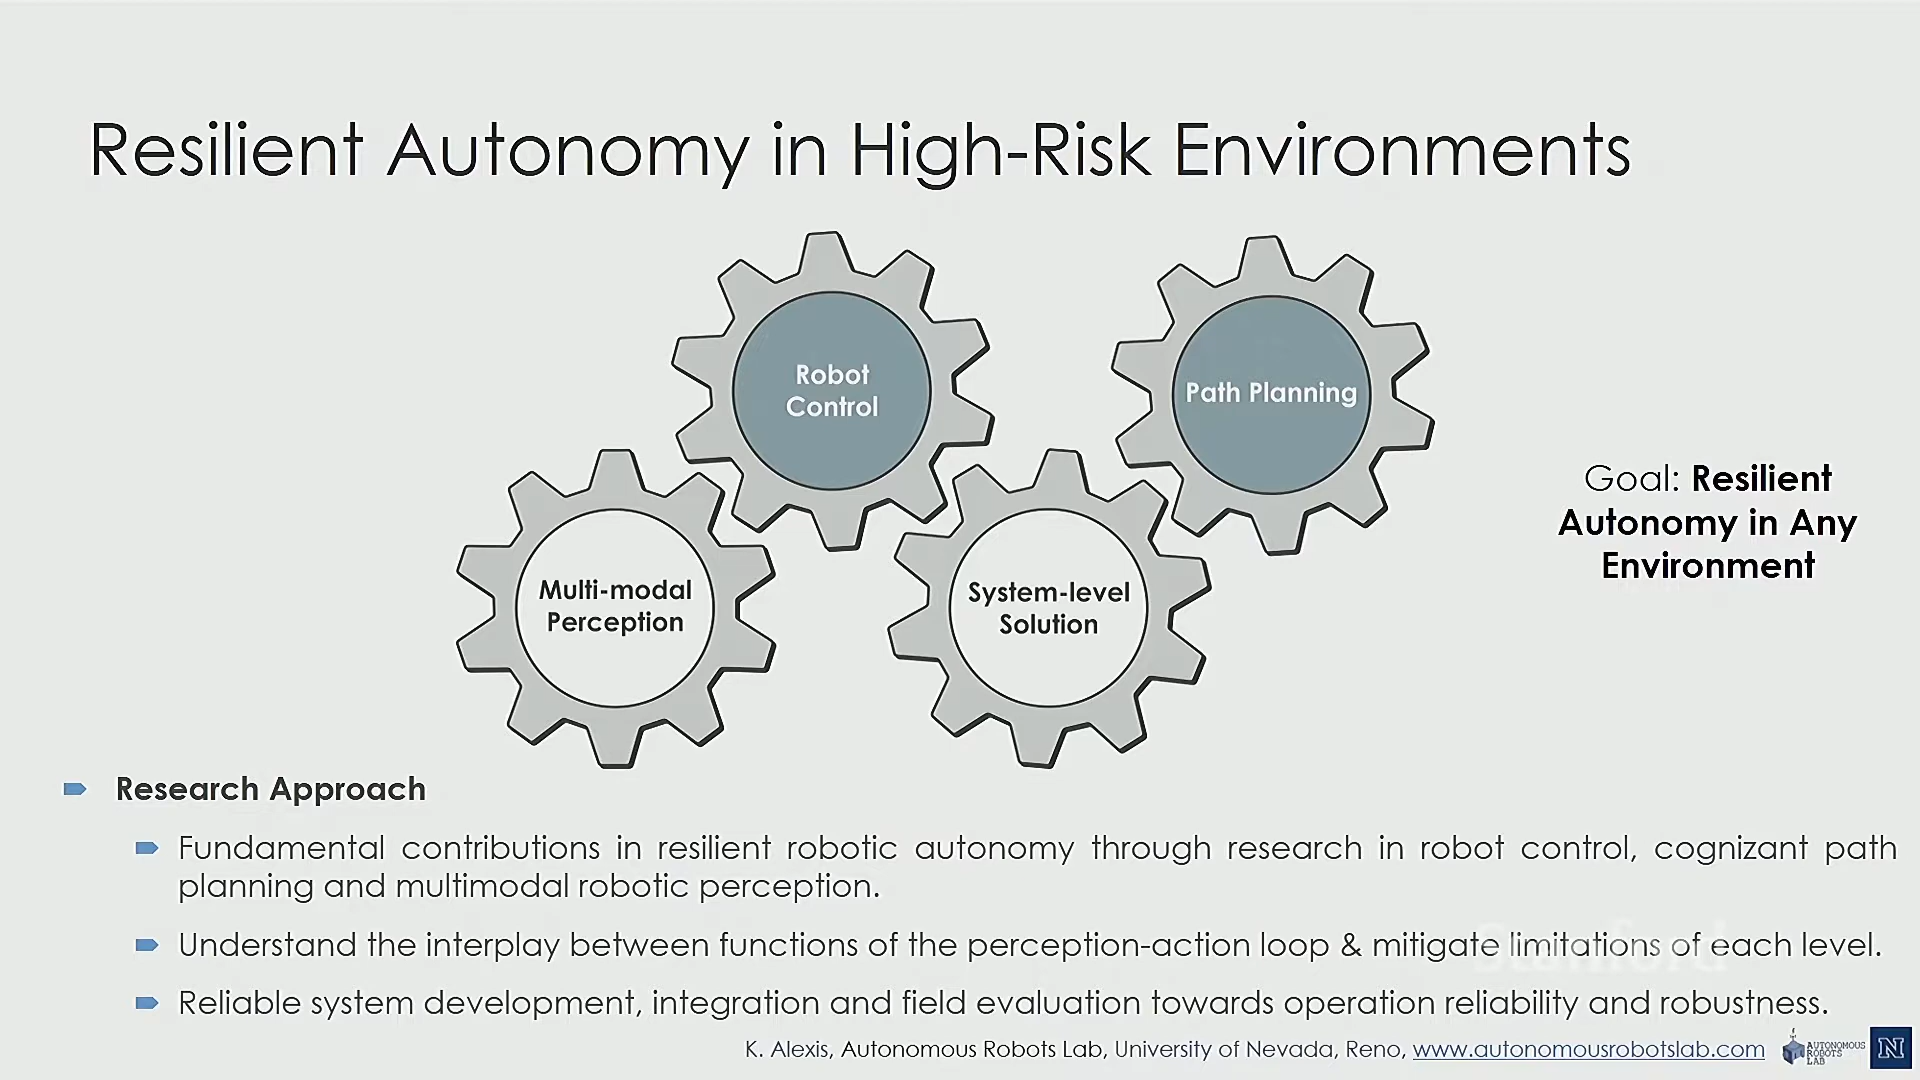 Resilient Autonomy in High-Risk Environments
Robot
Control
Path Planning
Multi-modal
Perception
System-level
Solution
Goal: Resilient
Autonomy in Any
Environment
Research Approach
Fundamental contributions in resilient robotic autonomy through research in robot control, cognizant path
planning and multimodal robotic perception.
Understand the interplay between functions of the perception-action loop & mitigate limitations of each level.
Reliable system development, integration and field evaluation towards operation reliability and robustness.
Stanford
K. Alexis, Autonomous Robots Lab, University of Nevada, Reno, www.autonomousrobotslab.com
AUTONOMOUS
ROBOTS
LAB
N